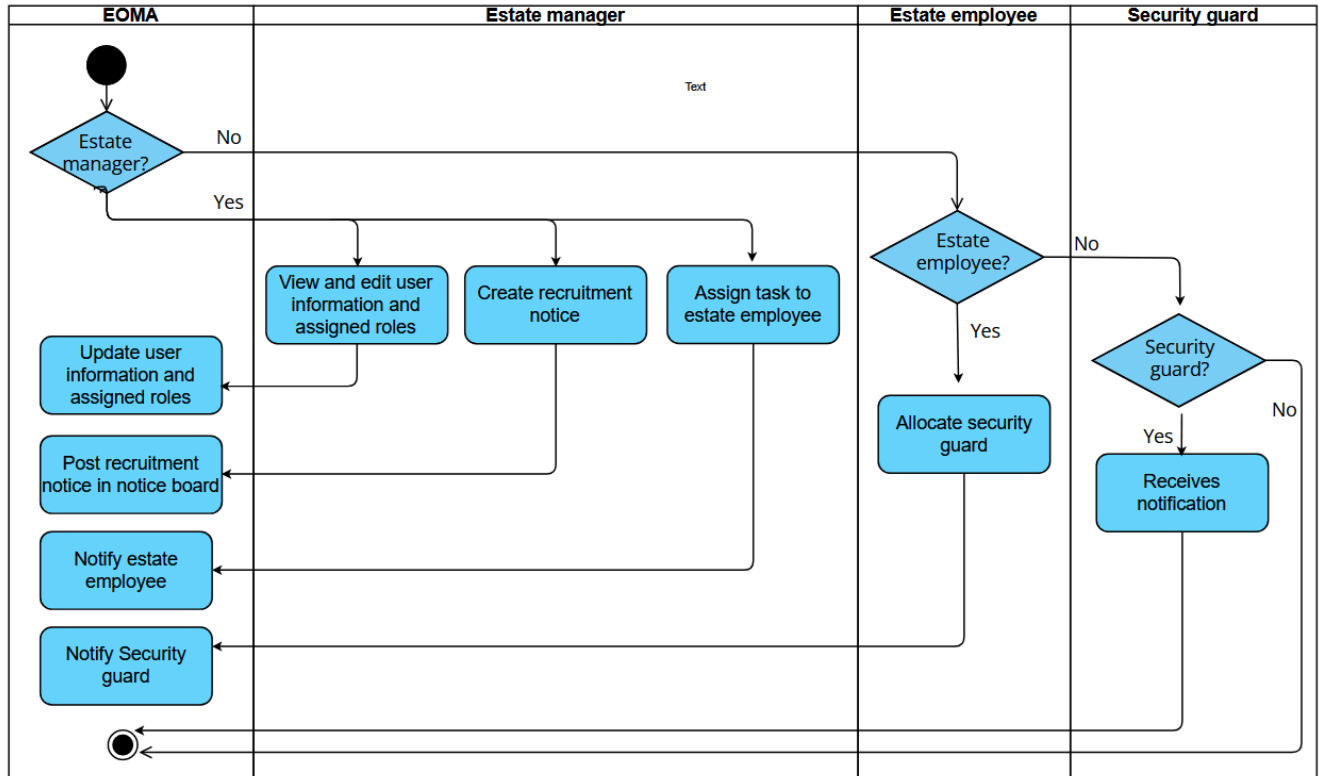 EOMA
Estate manager
Estate employee
Security guard
Text
Estate
manager?
No
Yes
Estate
employee?
No
Yes
View and edit user
information and
assigned roles
Create recruitment
notice
Assign task to
estate employee
Update user
information and
assigned roles
Security
guard?
No
Yes
Allocate security
guard
Post recruitment
notice in notice board
Receives
notification
Notify estate
employee
Notify Security
guard